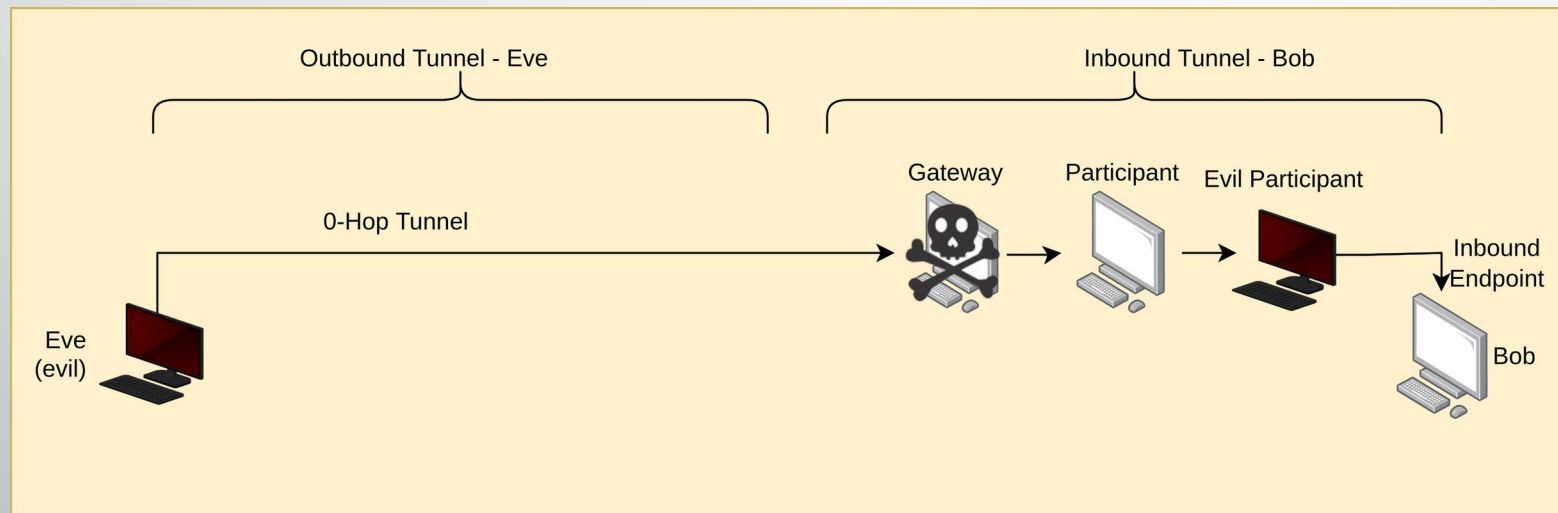 Outbound Tunnel - Eve
Inbound Tunnel - Bob
Gateway
Participant
Evil Participant
0-Hop Tunnel
Inbound
Endpoint
Eve
(evil)
Bob